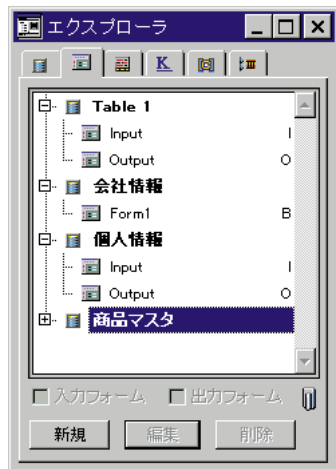 エクスプローラ
K
Table 1
Input I
Output O
会社情報
Form1 B
個人情報
Input I
Output O
商品マスタ
入力フォーム 出力フォーム
新規 編集 削除